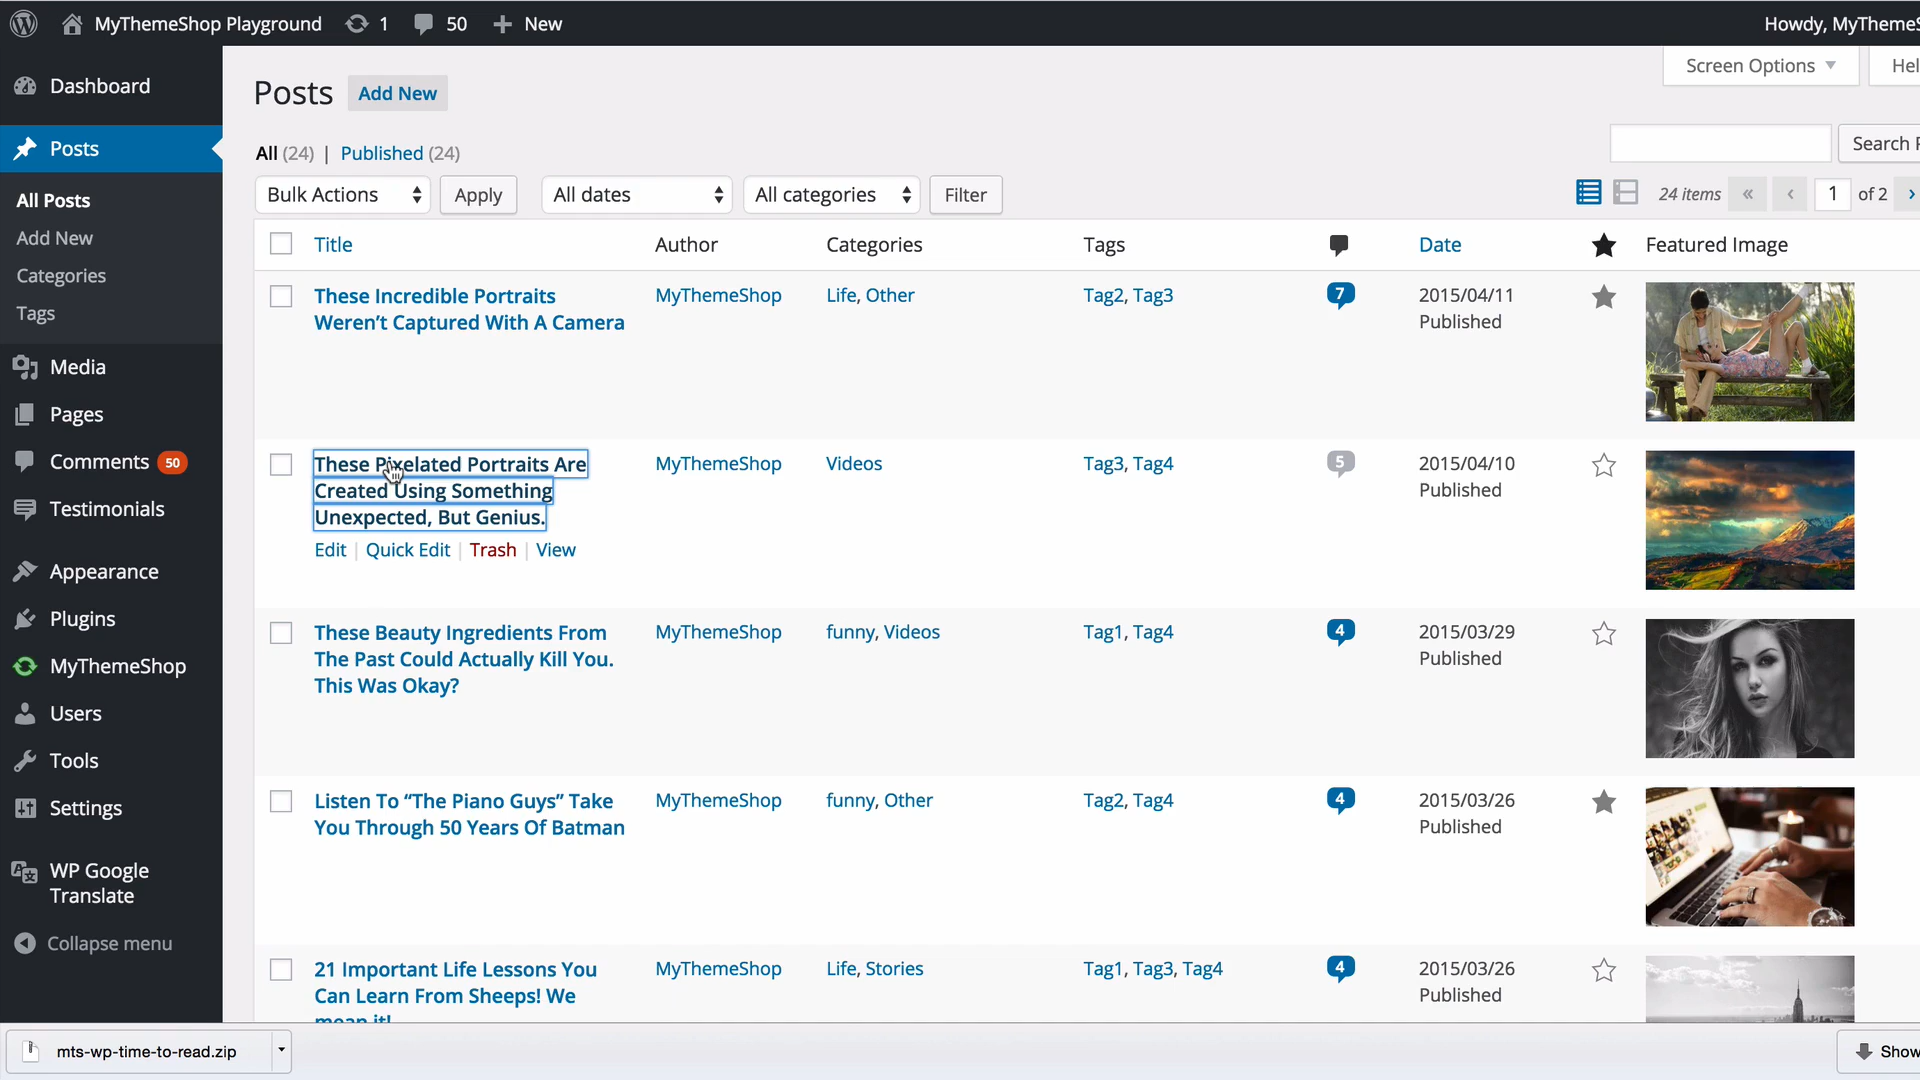 MyThemeShop Playground 1 50 New Howdy, MyThemeS
Dashboard
Posts
All Posts
Add New
Categories
Tags
Media
Pages
Comments 50
Testimonials
Appearance
Plugins
MyThemeShop
Users
Tools
Settings
WP Google
Translate
Collapse menu
Screen Options Hel
Posts Add New
All (24) | Published (24)
Search P
Bulk Actions Apply All dates All categories Filter 24 items « ‹ 1 of 2 ›
Title Author Categories Tags Date Featured Image
These Incredible Portraits MyThemeShop Life, Other Tag2, Tag3 7 2015/04/11
Weren't Captured With A Camera Published
These Pixelated Portraits Are MyThemeShop Videos Tag3, Tag4 5 2015/04/10
Created Using Something Published
Unexpected, But Genius.
Edit | Quick Edit | Trash | View
These Beauty Ingredients From MyThemeShop funny, Videos Tag1, Tag4 4 2015/03/29
The Past Could Actually Kill You. Published
This Was Okay?
Listen To “The Piano Guys” Take MyThemeShop funny, Other Tag2, Tag4 4 2015/03/26
You Through 50 Years Of Batman Published
21 Important Life Lessons You MyThemeShop Life, Stories Tag1, Tag3, Tag4 4 2015/03/26
Can Learn From Sheeps! We Published
mean it!
mts-wp-time-to-read.zip Show